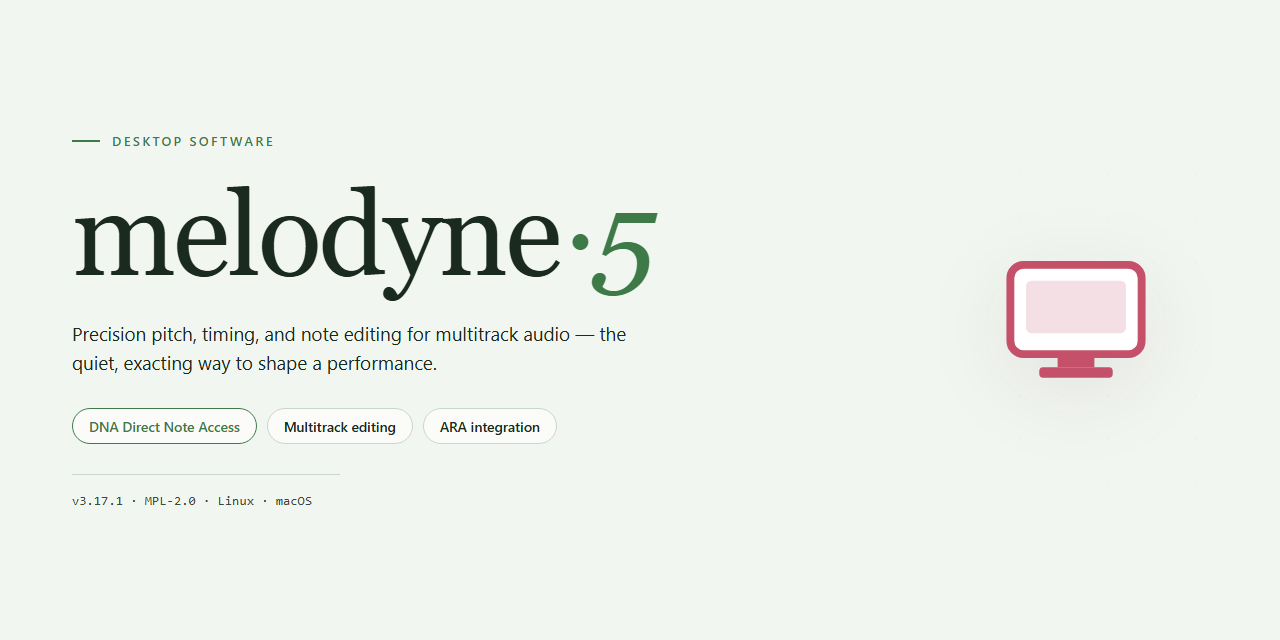 DESKTOP SOFTWARE
melodyne·5
Precision pitch, timing, and note editing for multitrack audio — the
quiet, exacting way to shape a performance.
DNA Direct Note Access
Multitrack editing
ARA integration
v3.17.1 · MPL-2.0 · Linux · macOS